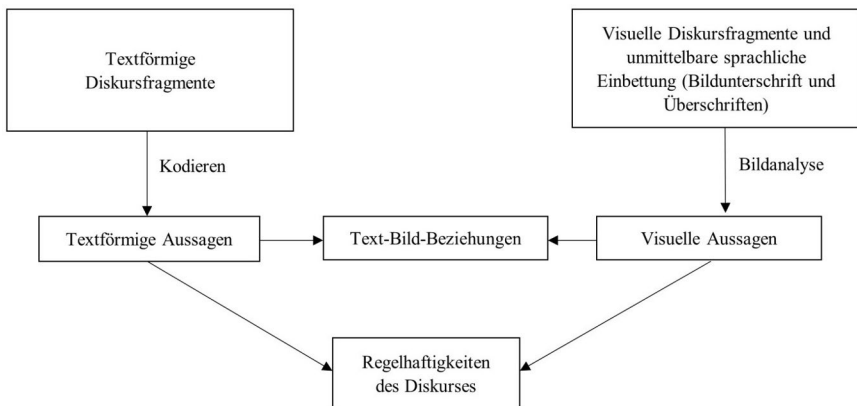 Textförmige
Diskursfragmente
Visuelle Diskursfragmente und
unmittelbare sprachliche
Einbettung (Bildunterschrift und
Überschriften)
Kodieren
Bildanalyse
Textförmige Aussagen
Text-Bild-Beziehungen
Visuelle Aussagen
Regelhaftigkeiten
des Diskurses